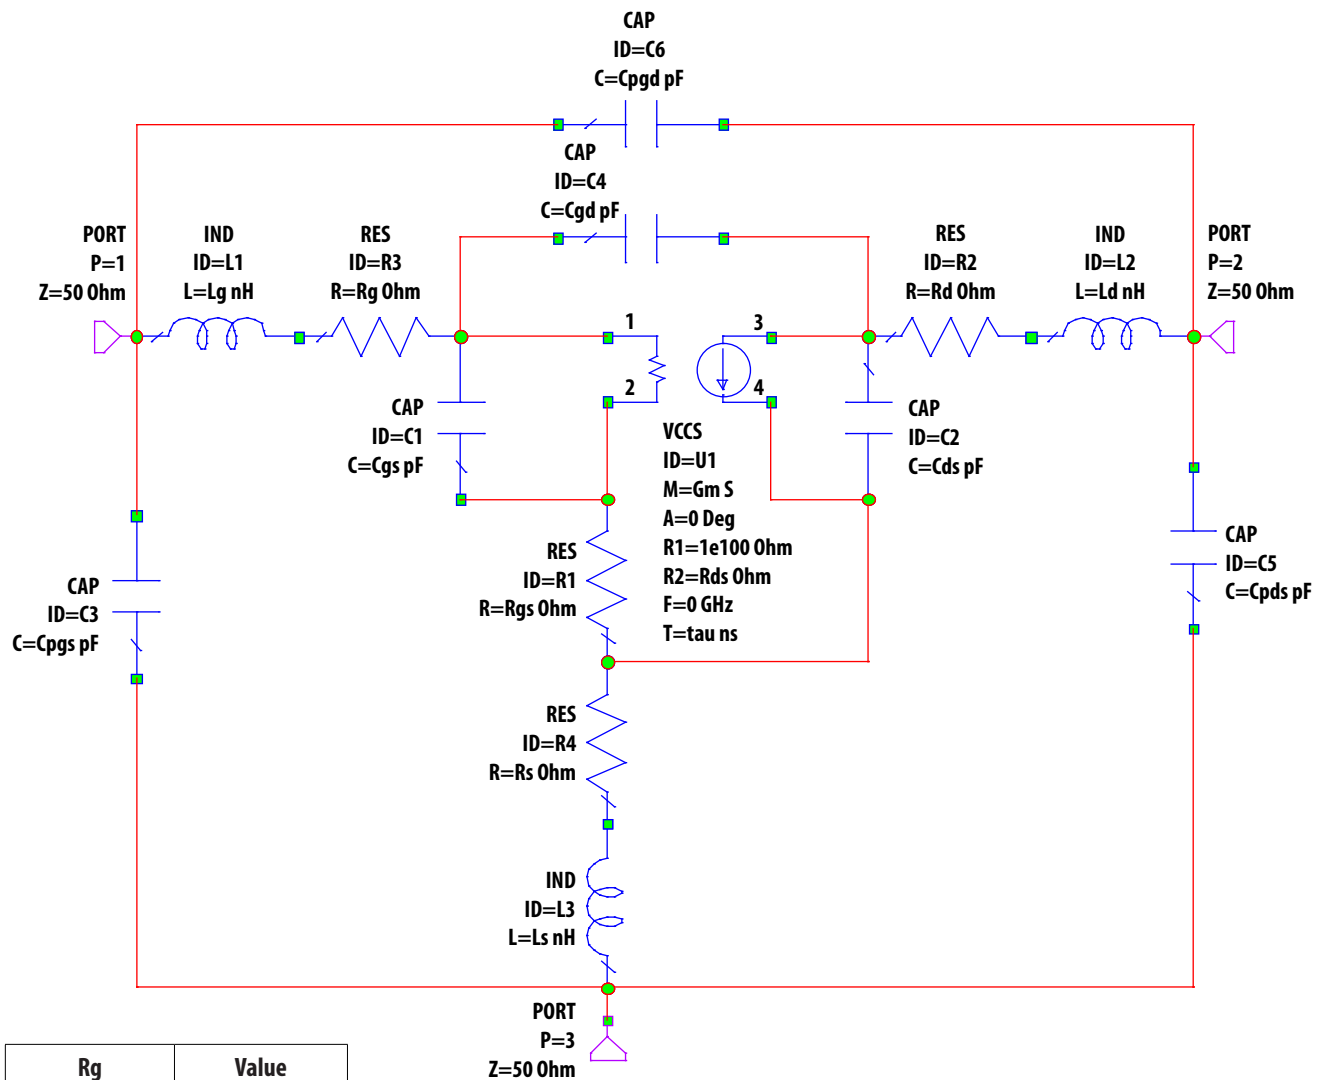 CAP
ID=C6
C=Cpgd pF
CAP
ID=C4
C=Cgd pF
PORT
P=1
Z=50 Ohm
IND
ID=L1
L=Lg nH
RES
ID=R3
R=Rg Ohm
RES
ID=R2
R=Rd Ohm
IND
ID=L2
L=Ld nH
PORT
P=2
Z=50 Ohm
1
2
3
4
CAP
ID=C1
C=Cgs pF
VCCS
ID=U1
M=Gm S
A=0 Deg
R1=1e100 Ohm
R2=Rds Ohm
F=0 GHz
T=tau ns
CAP
ID=C2
C=Cds pF
CAP
ID=C3
C=Cpgs pF
RES
ID=R1
R=Rgs Ohm
CAP
ID=C5
C=Cpds pF
RES
ID=R4
R=Rs Ohm
IND
ID=L3
L=Ls nH
PORT
P=3
Z=50 Ohm
Rg Value